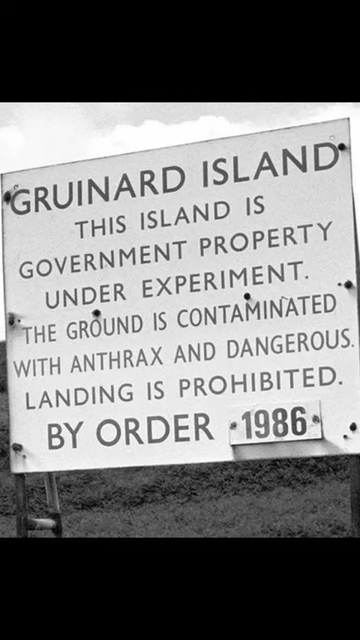 GRUINARD ISLAND
THIS ISLAND IS
GOVERNMENT PROPERTY
UNDER EXPERIMENT.
THE GROUND IS CONTAMINATED
WITH ANTHRAX AND DANGEROUS.
LANDING IS PROHIBITED.
BY ORDER 1986